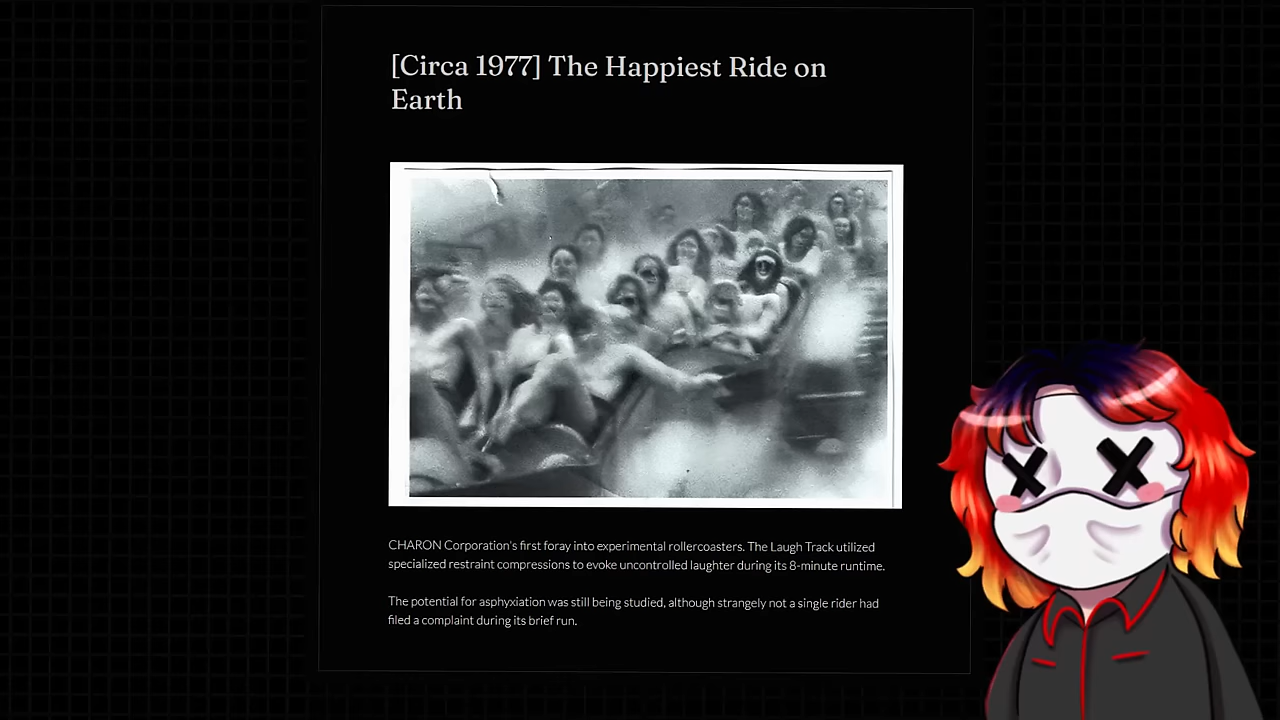 [Circa 1977] The Happiest Ride on
Earth
CHARON Corporation's first foray into experimental rollercoasters. The Laugh Track utilized
specialized restraint compressions to evoke uncontrolled laughter during its 8-minute runtime.
The potential for asphyxiation was still being studied, although strangely not a single rider had
filed a complaint during its brief run.